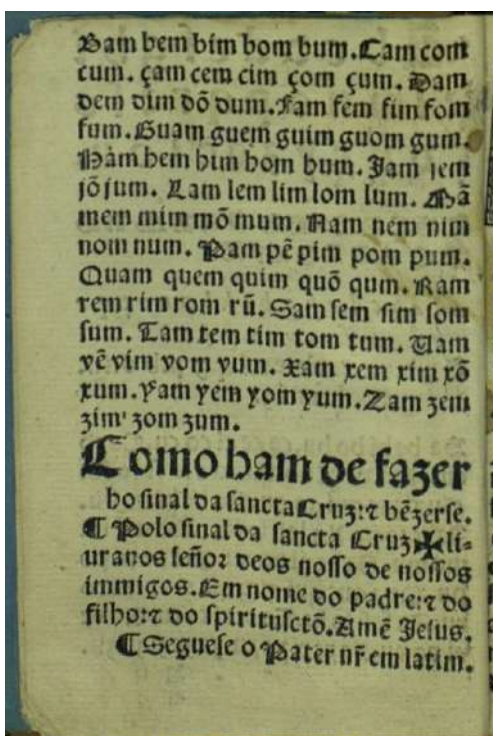 Bam bem bim bom bum. Cam com
cum. çam cem cim çom çum. Dam
dem dim dõ dum. Fam fem fim fom
fum. Guam guem guim guom gum.
Ham hem him hom hum. Jam jem
jõ jum. Lam lem lim lom lum. Mã
mem mim mõ mum. Nam nem nim
nom num. Pam pẽ pim pom pum.
Quam quem quim quõ qum. Ram
rem rim rom rũ. Sam sem sim som
sum. Tam tem tim tom tum. Uam
vẽ vim vom vum. Xam xem xim xõ
xum. Yam yem yom yum. Zam zem
zim zom zum.
Como ham de fazer
ho sinal da sancta Cruz: ⁊ bẽzerse.
¶ Polo sinal da sancta Cruz ✠ li-
uranos señor deos nosso de nossos
immigos. Em nome do padre: ⁊ do
filho: ⁊ do spiritusctõ. Amẽ Jesus.
¶ Seguese o Pater nr̃ em latim.